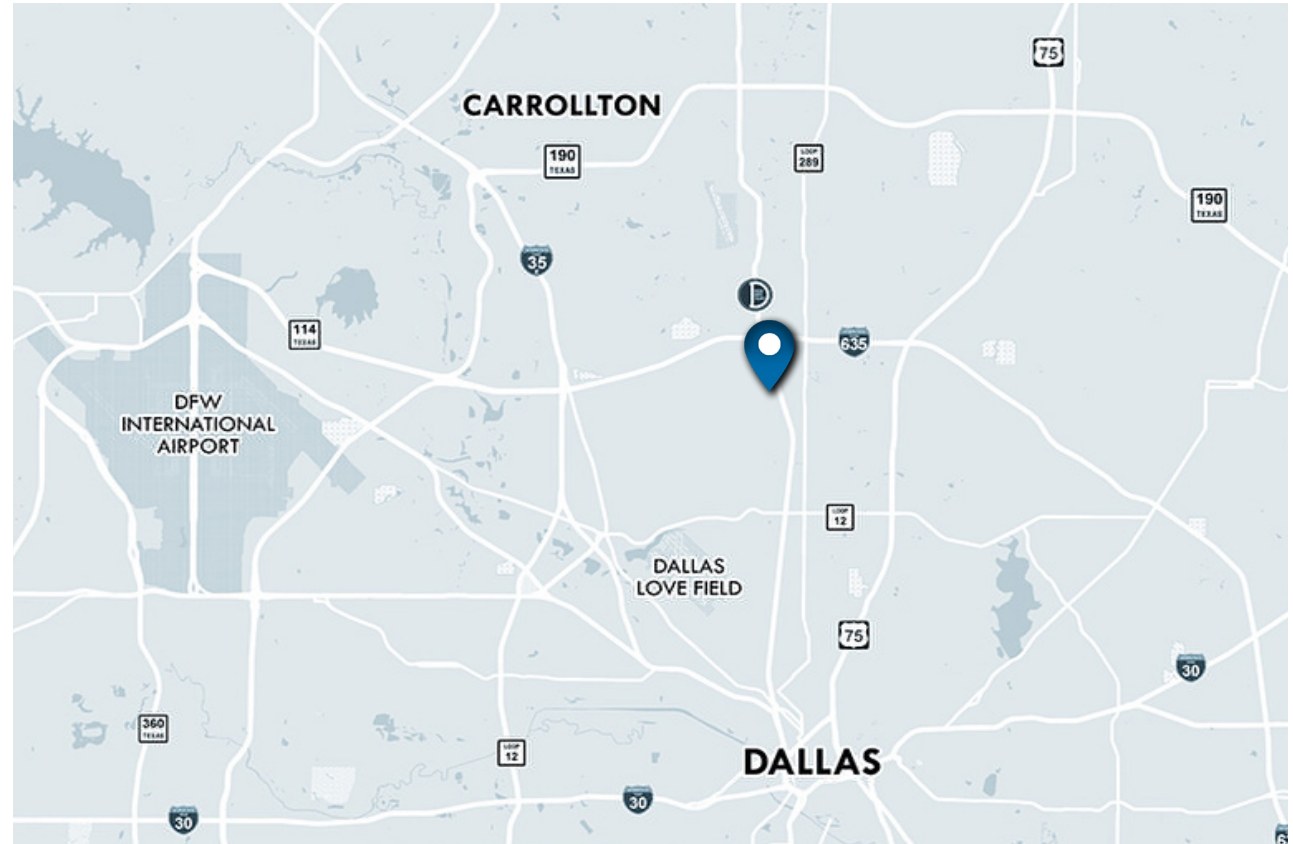 75
CARROLLTON
190
TEXAS
LOOP
289
190
TEXAS
35
D
114
TEXAS
635
DFW
INTERNATIONAL
AIRPORT
LOOP
12
DALLAS
LOVE FIELD
75
30
360
TEXAS
LOOP
12
DALLAS
30
30